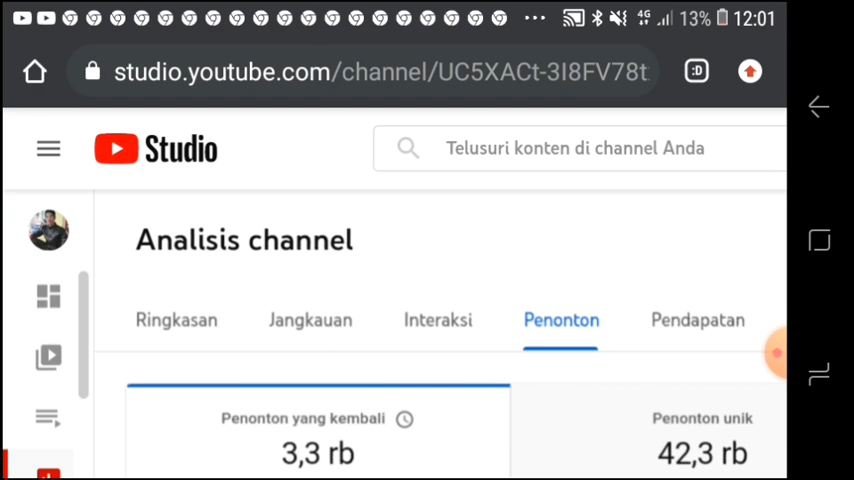 4G 13% 12:01
studio.youtube.com/channel/UC5XACt-3I8FV78t
:D
Studio
Telusuri konten di channel Anda
Analisis channel
Ringkasan Jangkauan Interaksi Penonton Pendapatan
Penonton yang kembali Penonton unik
3,3 rb 42,3 rb